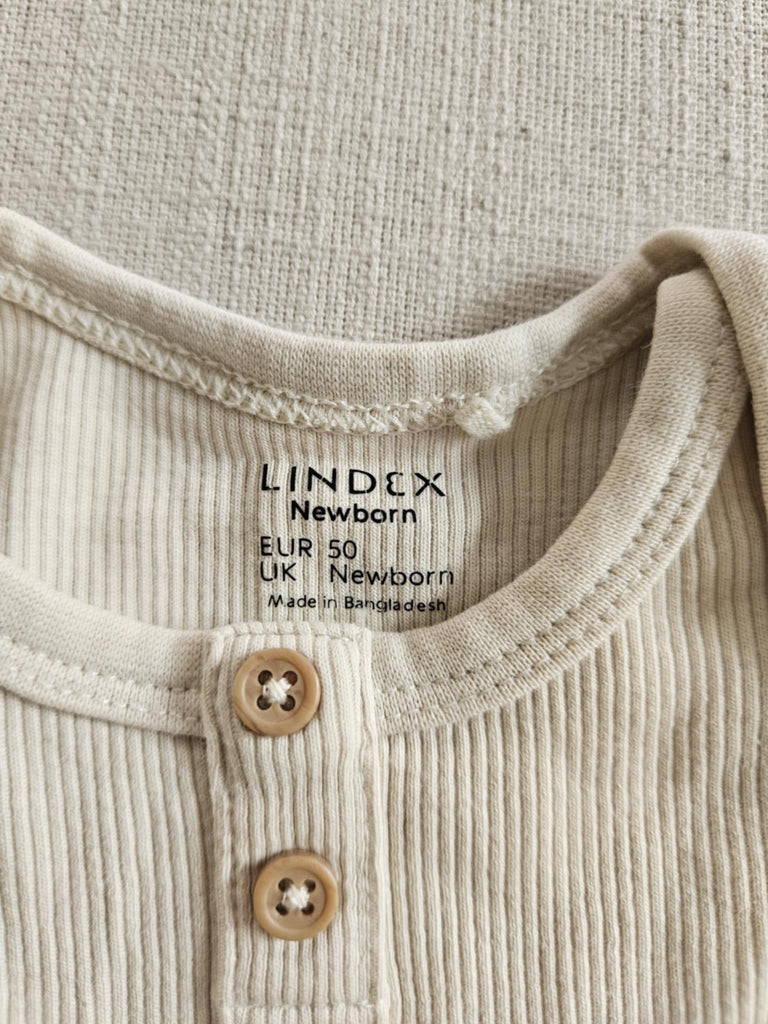 LINDEX
Newborn
EUR 50
UK Newborn
Made in Bangladesh